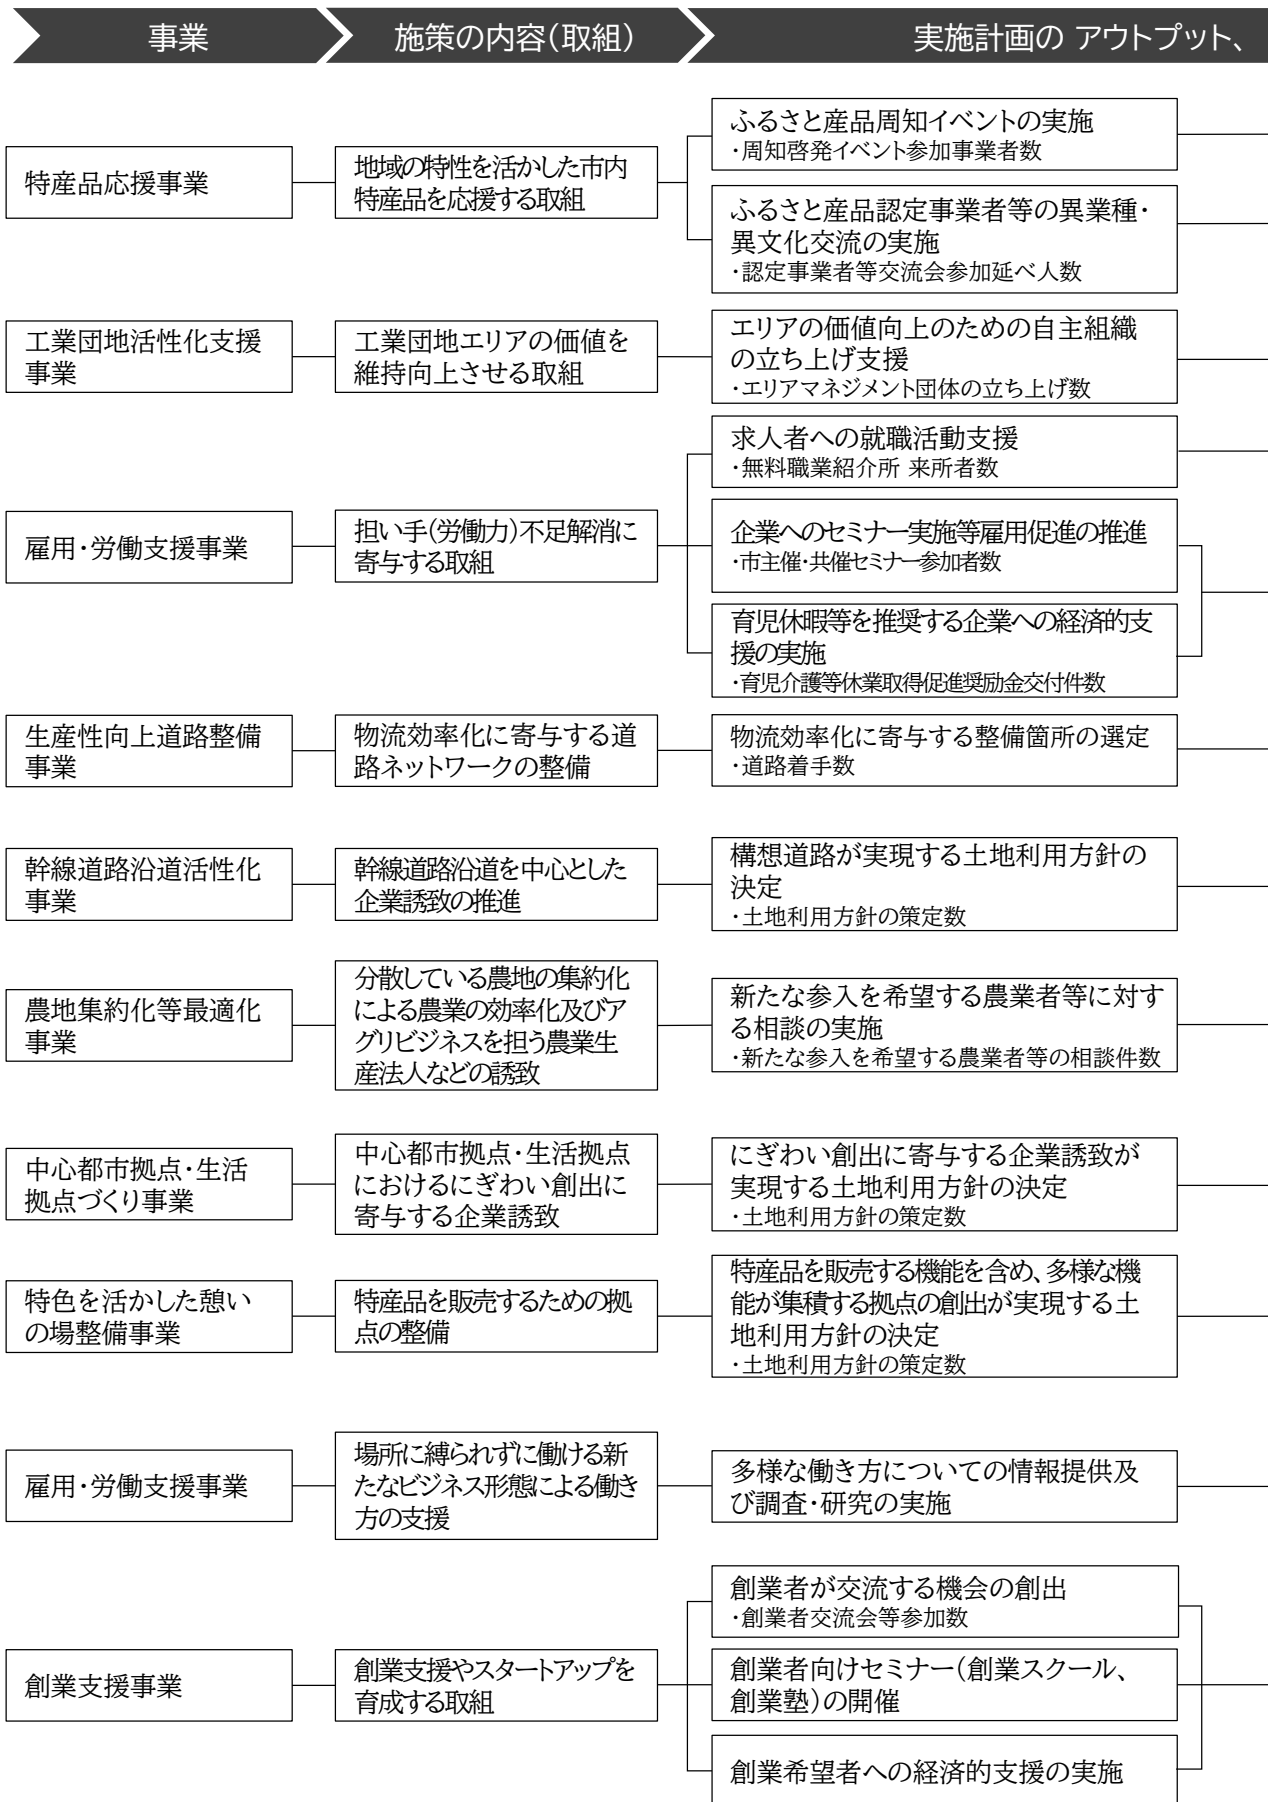 事業
施策の内容(取組)
実施計画の アウトプット、
特産品応援事業
地域の特性を活かした市内
特産品を応援する取組
ふるさと産品周知イベントの実施
・周知啓発イベント参加事業者数
ふるさと産品認定事業者等の異業種・
異文化交流の実施
・認定事業者等交流会参加延べ人数
工業団地活性化支援
事業
工業団地エリアの価値を
維持向上させる取組
エリアの価値向上のための自主組織
の立ち上げ支援
・エリアマネジメント団体の立ち上げ数
雇用・労働支援事業
担い手(労働力)不足解消に
寄与する取組
求人者への就職活動支援
・無料職業紹介所 来所者数
企業へのセミナー実施等雇用促進の推進
・市主催・共催セミナー参加者数
育児休暇等を推奨する企業への経済的支
援の実施
・育児介護等休業取得促進奨励金交付件数
生産性向上道路整備
事業
物流効率化に寄与する道
路ネットワークの整備
物流効率化に寄与する整備箇所の選定
・道路着手数
幹線道路沿道活性化
事業
幹線道路沿道を中心とした
企業誘致の推進
構想道路が実現する土地利用方針の
決定
・土地利用方針の策定数
農地集約化等最適化
事業
分散している農地の集約化
による農業の効率化及びア
グリビジネスを担う農業生
産法人などの誘致
新たな参入を希望する農業者等に対す
る相談の実施
・新たな参入を希望する農業者等の相談件数
中心都市拠点・生活
拠点づくり事業
中心都市拠点・生活拠点
におけるにぎわい創出に
寄与する企業誘致
にぎわい創出に寄与する企業誘致が
実現する土地利用方針の決定
・土地利用方針の策定数
特色を活かした憩い
の場整備事業
特産品を販売するための拠
点の整備
特産品を販売する機能を含め、多様な機
能が集積する拠点の創出が実現する土
地利用方針の決定
・土地利用方針の策定数
雇用・労働支援事業
場所に縛られずに働ける新
たなビジネス形態による働き
方の支援
多様な働き方についての情報提供及
び調査・研究の実施
創業支援事業
創業支援やスタートアップを
育成する取組
創業者が交流する機会の創出
・創業者交流会等参加数
創業者向けセミナー(創業スクール、
創業塾)の開催
創業希望者への経済的支援の実施